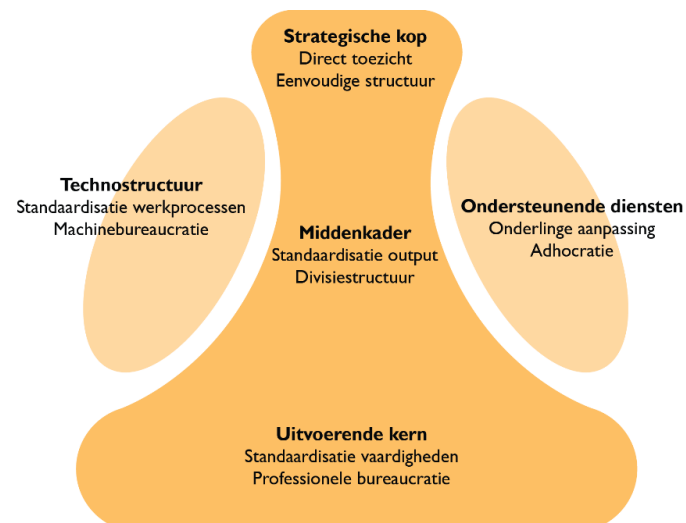 Strategische kop
Direct toezicht
Eenvoudige structuur
Technostructuur
Standaardisatie werkprocessen
Machinebureaucratie
Middenkader
Standaardisatie output
Divisiestructuur
Ondersteunende diensten
Onderlinge aanpassing
Adhocratie
Uitvoerende kern
Standaardisatie vaardigheden
Professionele bureaucratie